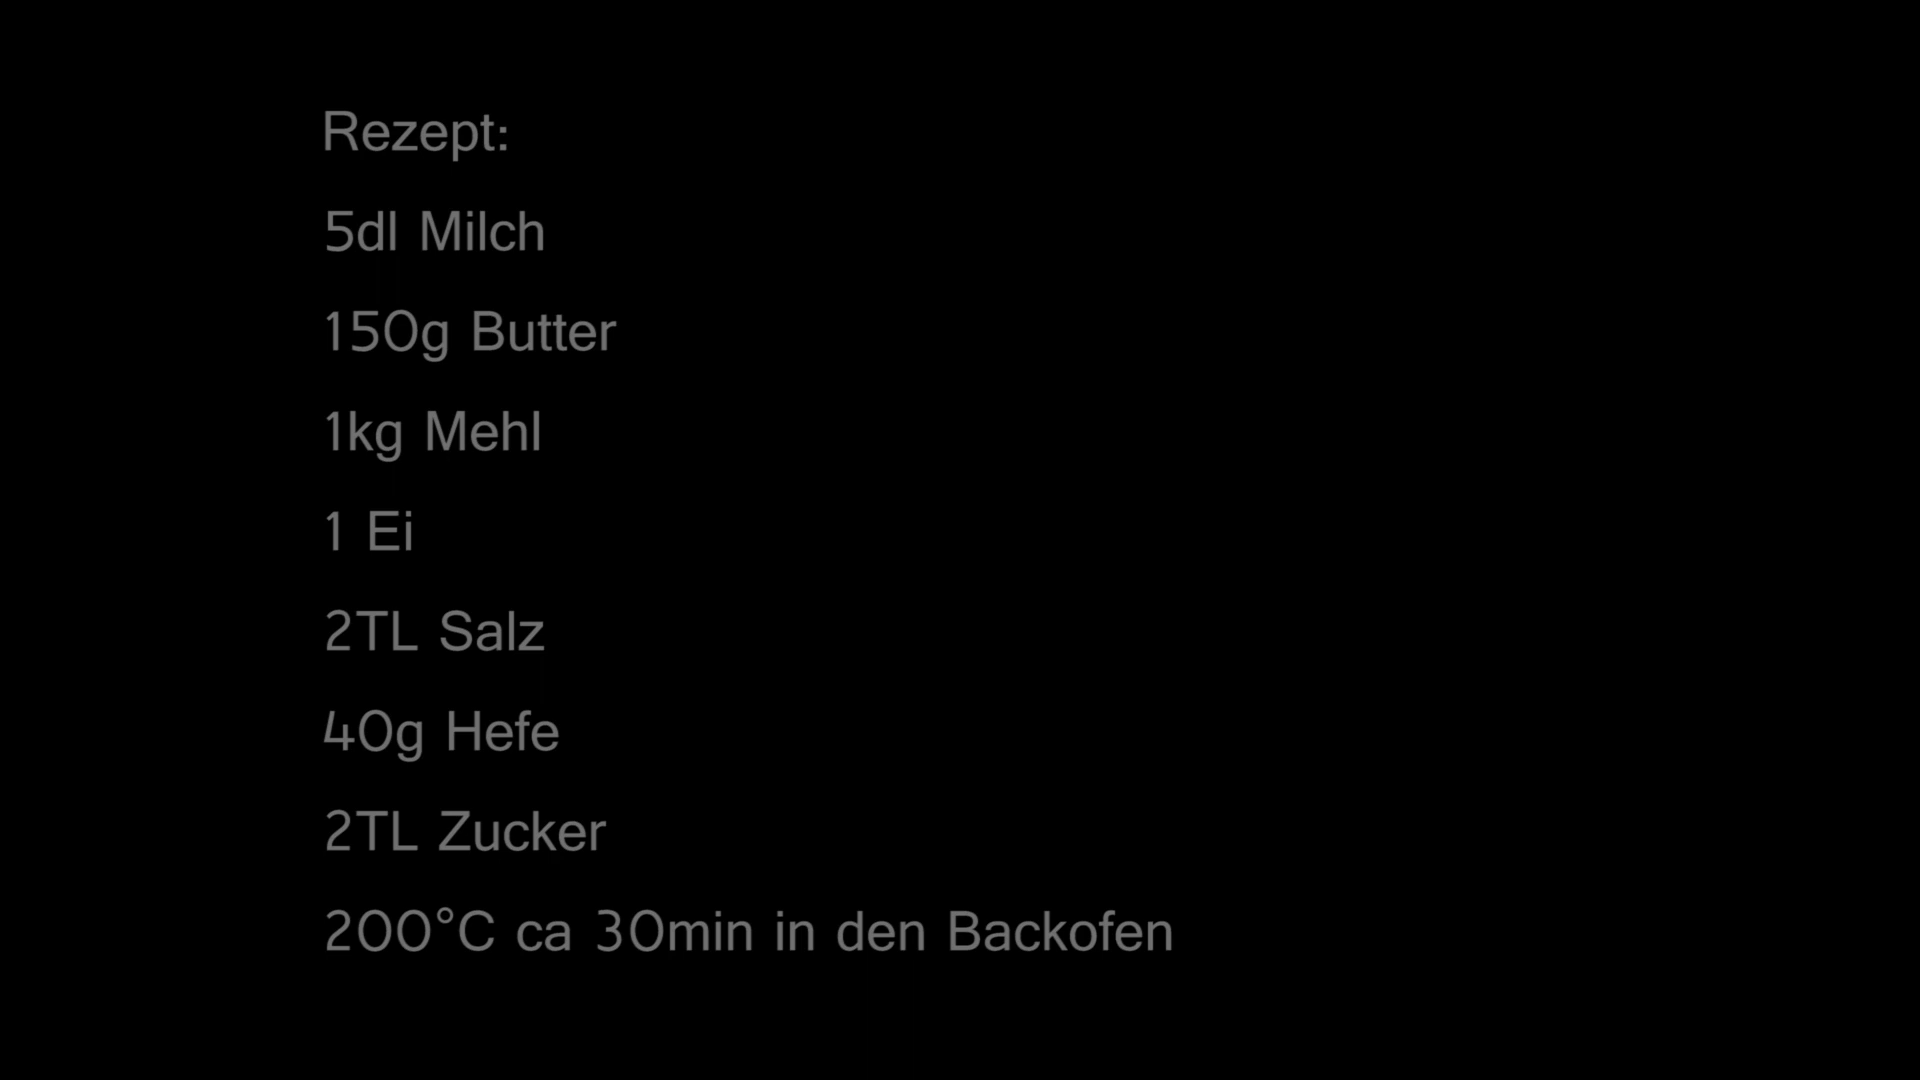 Rezept:
5dl Milch
150g Butter
1kg Mehl
1 Ei
2TL Salz
40g Hefe
2TL Zucker
200°C ca 30min in den Backofen